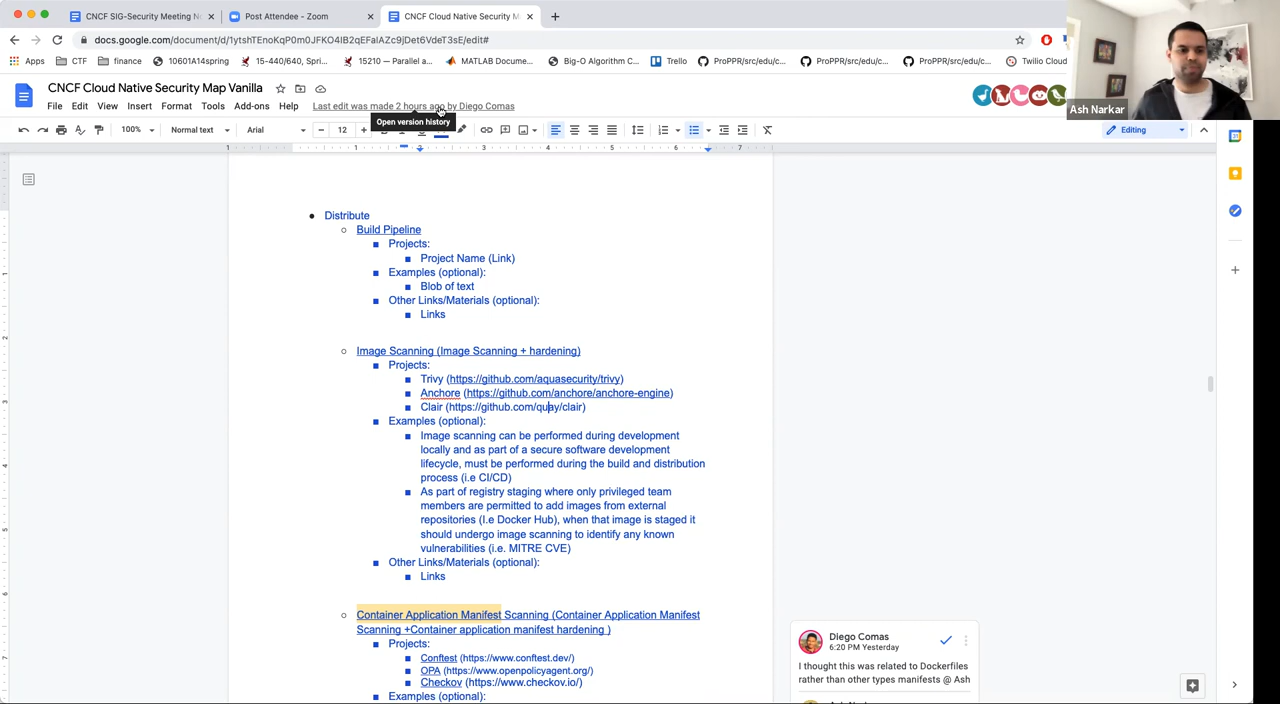 CNCF SIG-Security Meeting N
Post Attendee - Zoom
CNCF Cloud Native Security M
docs.google.com/document/d/1ytshTEnoKqP0m0JFKO4IB2qEFaIAZc9jDet6VdeT3sE/edit#
Apps
CTF
finance
10601A14spring
15-440/640, Spri...
15210 — Parallel a...
MATLAB Docume...
Big-O Algorithm C...
Trello
ProPPR/src/edu/c...
ProPPR/src/edu/c...
ProPPR/src/edu/c...
Twilio Cloud
CNCF Cloud Native Security Map Vanilla
File Edit View Insert Format Tools Add-ons Help
Last edit was made 2 hours ago by Diego Comas
Ash Narkar
Open version history
100%
Normal text
Arial
12
Editing
1 1 2 3 4 5 6 7
Distribute
Build Pipeline
Projects:
Project Name (Link)
Examples (optional):
Blob of text
Other Links/Materials (optional):
Links
Image Scanning (Image Scanning + hardening)
Projects:
Trivy (https://github.com/aquasecurity/trivy)
Anchore (https://github.com/anchore/anchore-engine)
Clair (https://github.com/quay/clair)
Examples (optional):
Image scanning can be performed during development
locally and as part of a secure software development
lifecycle, must be performed during the build and distribution
process (i.e CI/CD)
As part of registry staging where only privileged team
members are permitted to add images from external
repositories (I.e Docker Hub), when that image is staged it
should undergo image scanning to identify any known
vulnerabilities (i.e. MITRE CVE)
Other Links/Materials (optional):
Links
Container Application Manifest Scanning (Container Application Manifest
Scanning +Container application manifest hardening )
Projects:
Conftest (https://www.conftest.dev/)
OPA (https://www.openpolicyagent.org/)
Checkov (https://www.checkov.io/)
Examples (optional):
Diego Comas
6:20 PM Yesterday
I thought this was related to Dockerfiles
rather than other types manifests @ Ash